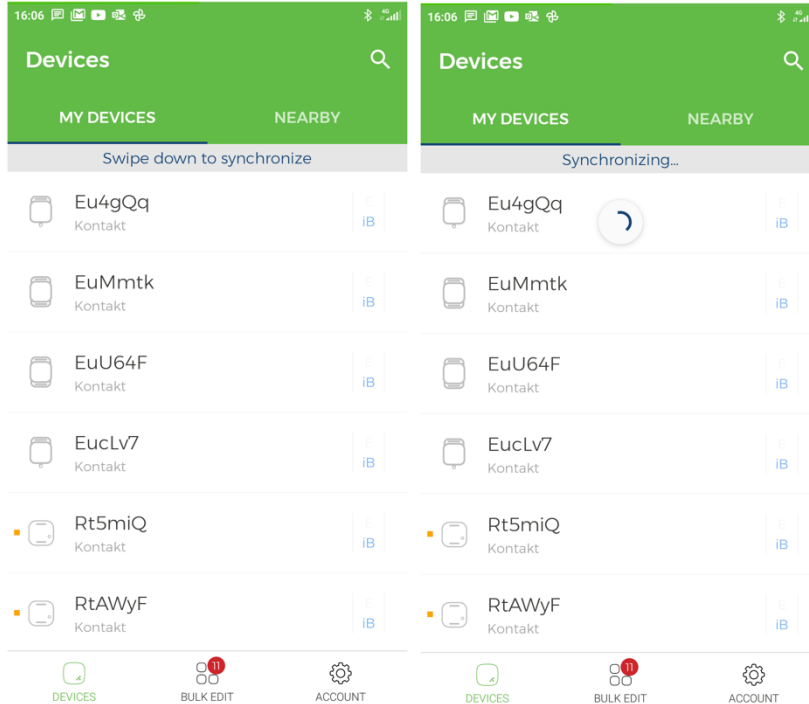 16:06
4G
Devices
MY DEVICES NEARBY
Swipe down to synchronize
Eu4gQq
Kontakt
E
iB
EuMmtk
Kontakt
E
iB
EuU64F
Kontakt
E
iB
EucLv7
Kontakt
E
iB
Rt5miQ
Kontakt
E
iB
RtAWyF
Kontakt
E
iB
11
DEVICES BULK EDIT ACCOUNT
16:06
4G
Devices
MY DEVICES NEARBY
Synchronizing...
Eu4gQq
Kontakt
E
iB
EuMmtk
Kontakt
E
iB
EuU64F
Kontakt
E
iB
EucLv7
Kontakt
E
iB
Rt5miQ
Kontakt
E
iB
RtAWyF
Kontakt
E
iB
11
DEVICES BULK EDIT ACCOUNT